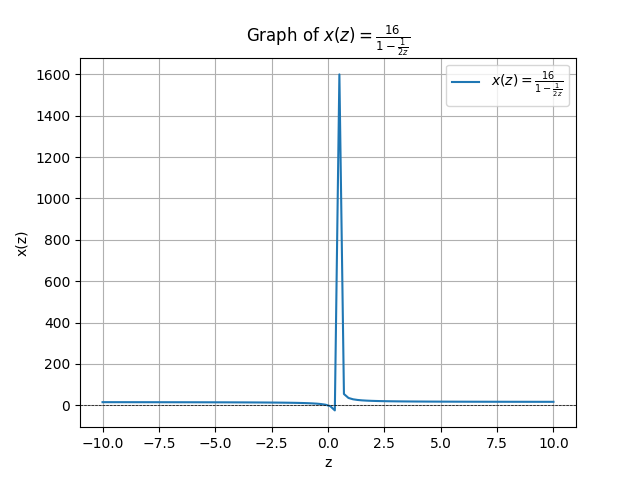 Graph of $x(z) = \frac{16}{1 - \frac{1}{2z}}$
$x(z) = \frac{16}{1 - \frac{1}{2z}}$
1600
1400
1200
1000
800
600
400
200
0
x(z)
−10.0 −7.5 −5.0 −2.5 0.0 2.5 5.0 7.5 10.0
z